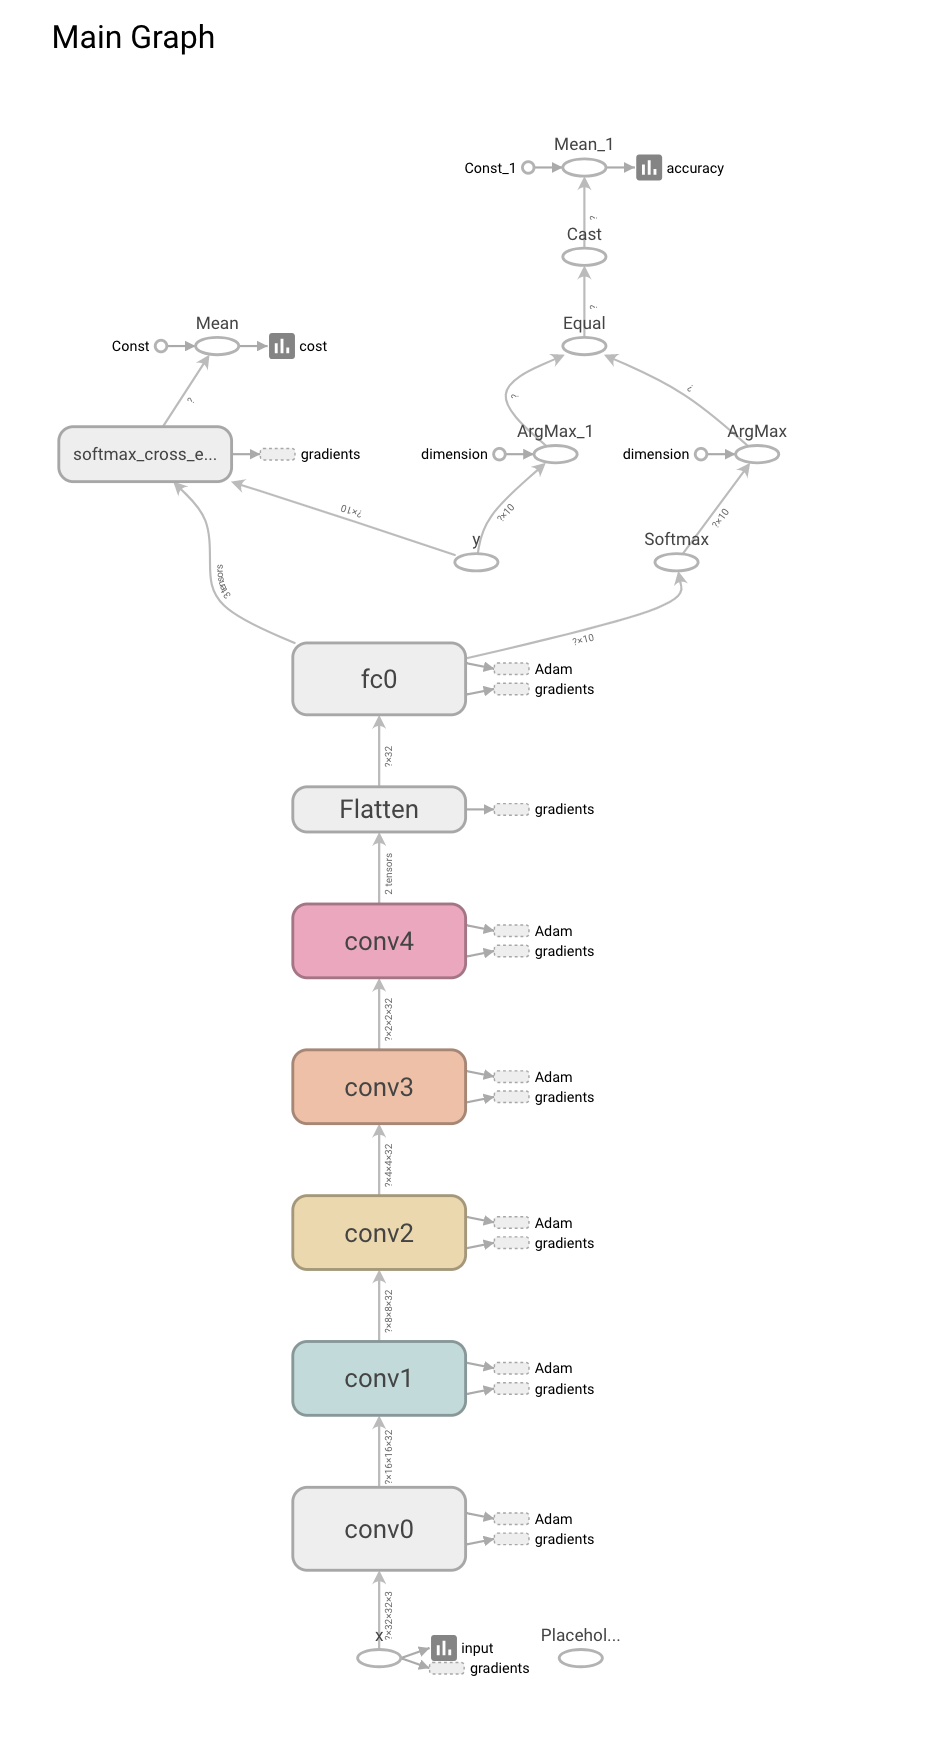 Main Graph
Mean_1
Const_1
accuracy
?
Cast
?
Equal
Mean
Const
cost
?
?
?
ArgMax_1
ArgMax
softmax_cross_e...
gradients
dimension
dimension
?×10
?×10
?×10
y
Softmax
3 tensors
?×10
fc0
Adam
gradients
?×32
Flatten
gradients
2 tensors
conv4
Adam
gradients
?×2×2×32
conv3
Adam
gradients
?×4×4×32
conv2
Adam
gradients
?×8×8×32
conv1
Adam
gradients
?×16×16×32
conv0
Adam
gradients
?×32×32×3
x
input
gradients
Placehol...